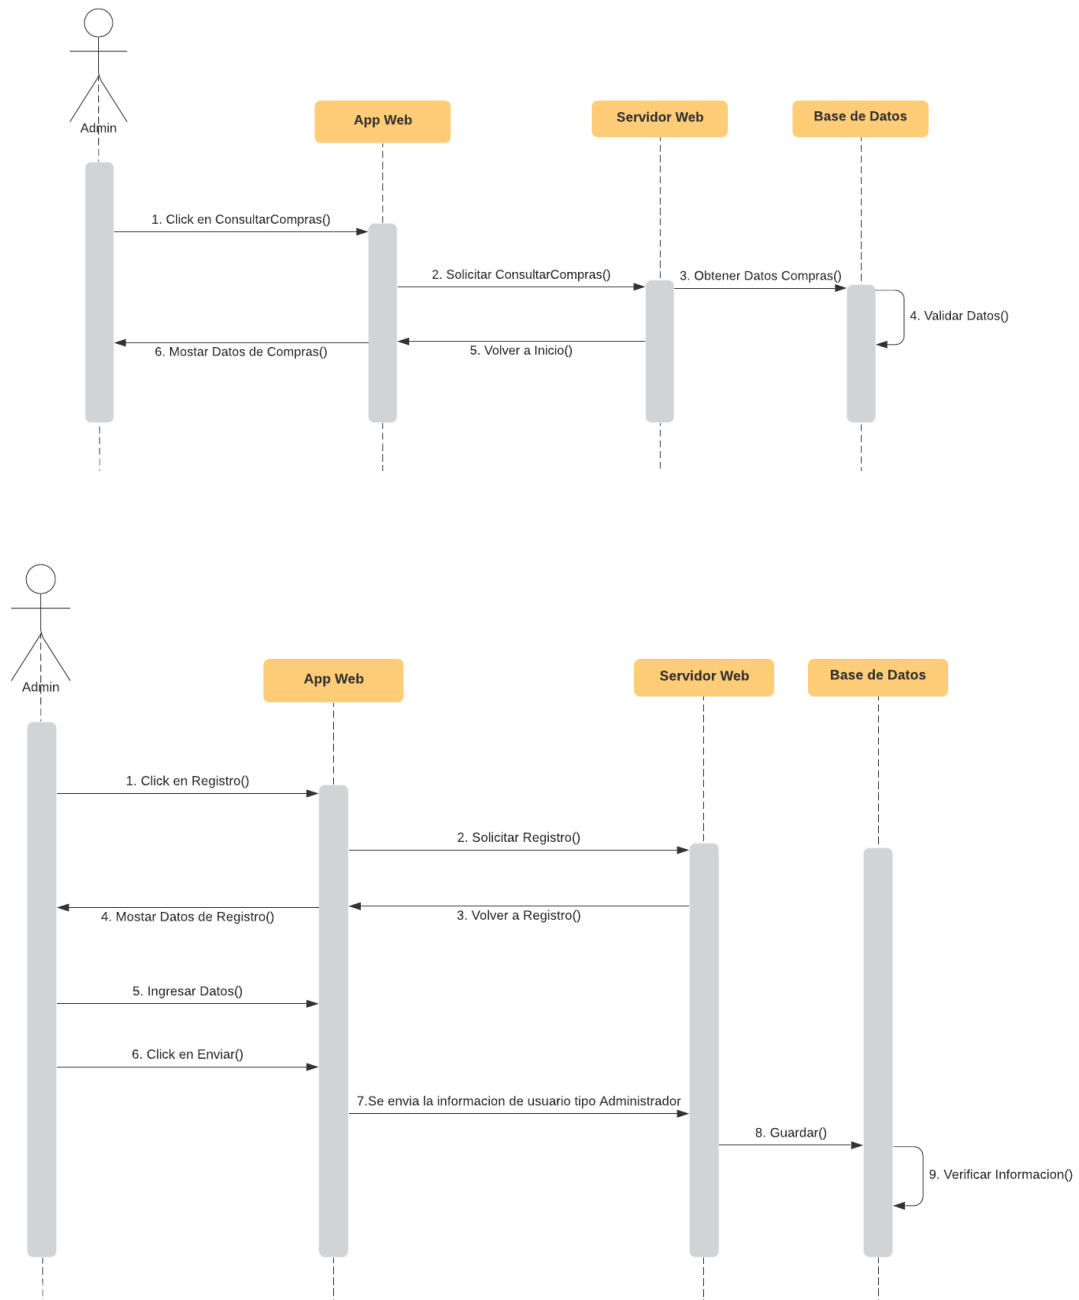 Admin
App Web
Servidor Web
Base de Datos
1. Click en ConsultarCompras()
2. Solicitar ConsultarCompras()
3. Obtener Datos Compras()
4. Validar Datos()
5. Volver a Inicio()
6. Mostar Datos de Compras()
Admin
App Web
Servidor Web
Base de Datos
1. Click en Registro()
2. Solicitar Registro()
3. Volver a Registro()
4. Mostar Datos de Registro()
5. Ingresar Datos()
6. Click en Enviar()
7.Se envia la informacion de usuario tipo Administrador
8. Guardar()
9. Verificar Informacion()